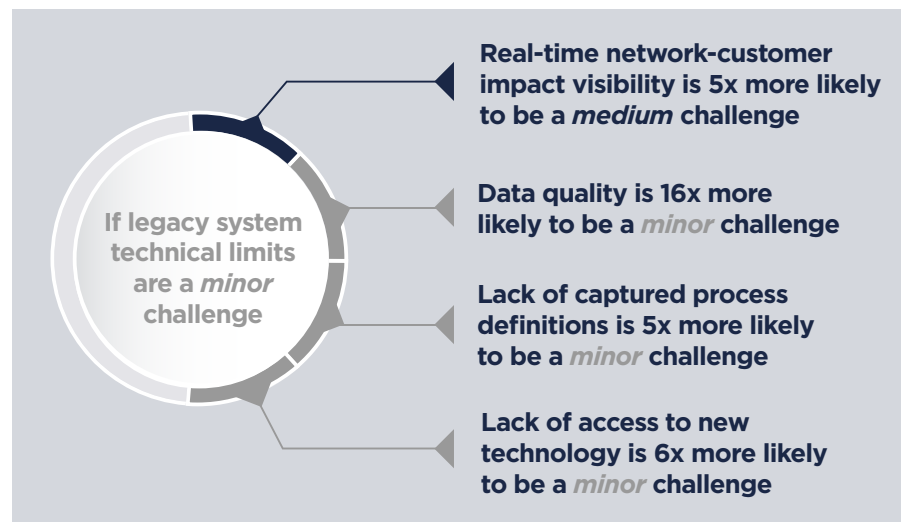 If legacy system
technical limits
are a minor
challenge
Real-time network-customer
impact visibility is 5x more likely
to be a medium challenge
Data quality is 16x more
likely to be a minor challenge
Lack of captured process
definitions is 5x more likely
to be a minor challenge
Lack of access to new
technology is 6x more likely
to be a minor challenge